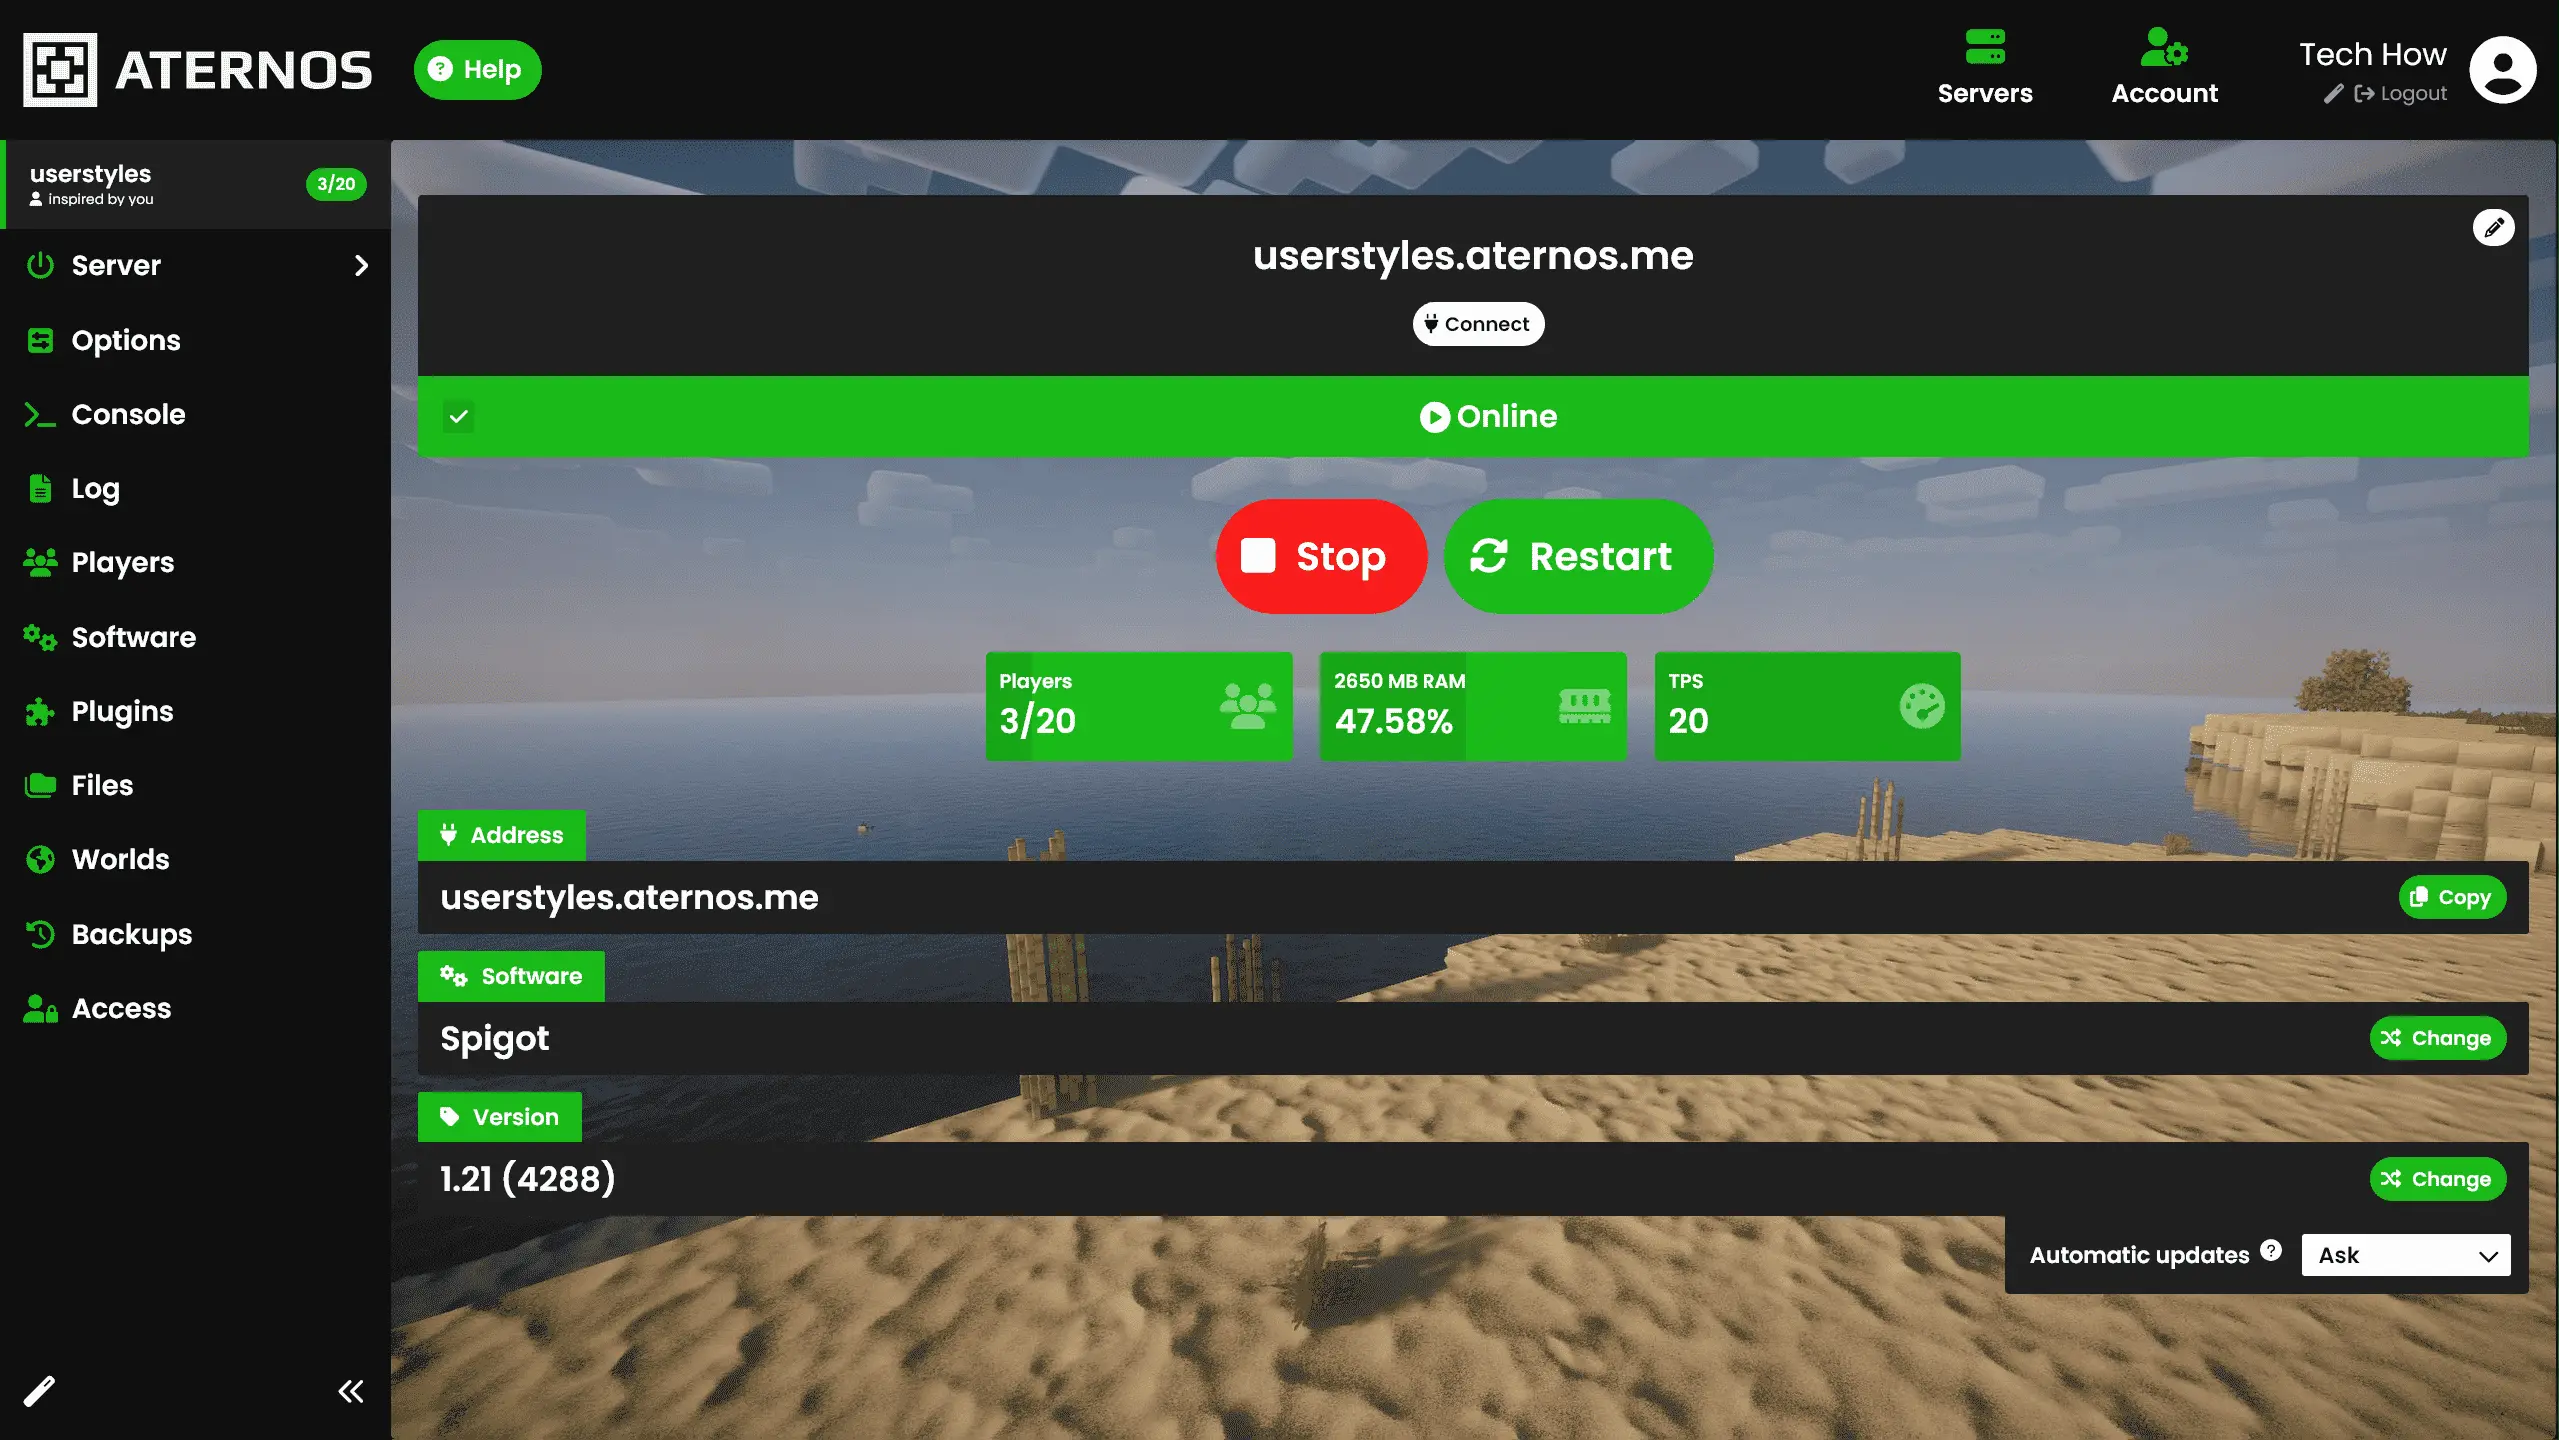 ATERNOS
Help
Servers
Account
Tech How
Logout
userstyles
inspired by you
3/20
Server
Options
Console
Log
Players
Software
Plugins
Files
Worlds
Backups
Access
userstyles.aternos.me
Connect
Online
Stop
Restart
Players
3/20
2650 MB RAM
47.58%
TPS
20
Address
userstyles.aternos.me
Copy
Software
Spigot
Change
Version
1.21 (4288)
Change
Automatic updates ?
Ask